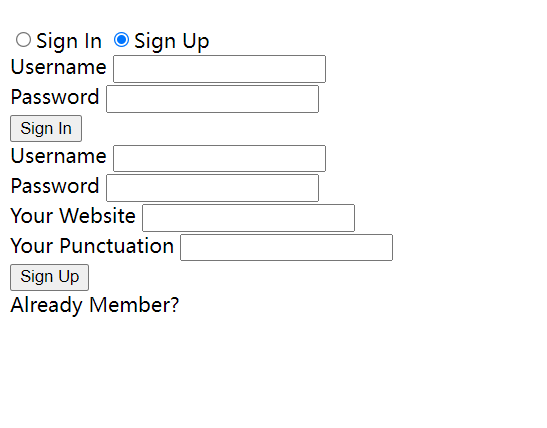 Sign In Sign Up
Username
Password
Sign In
Username
Password
Your Website
Your Punctuation
Sign Up
Already Member?